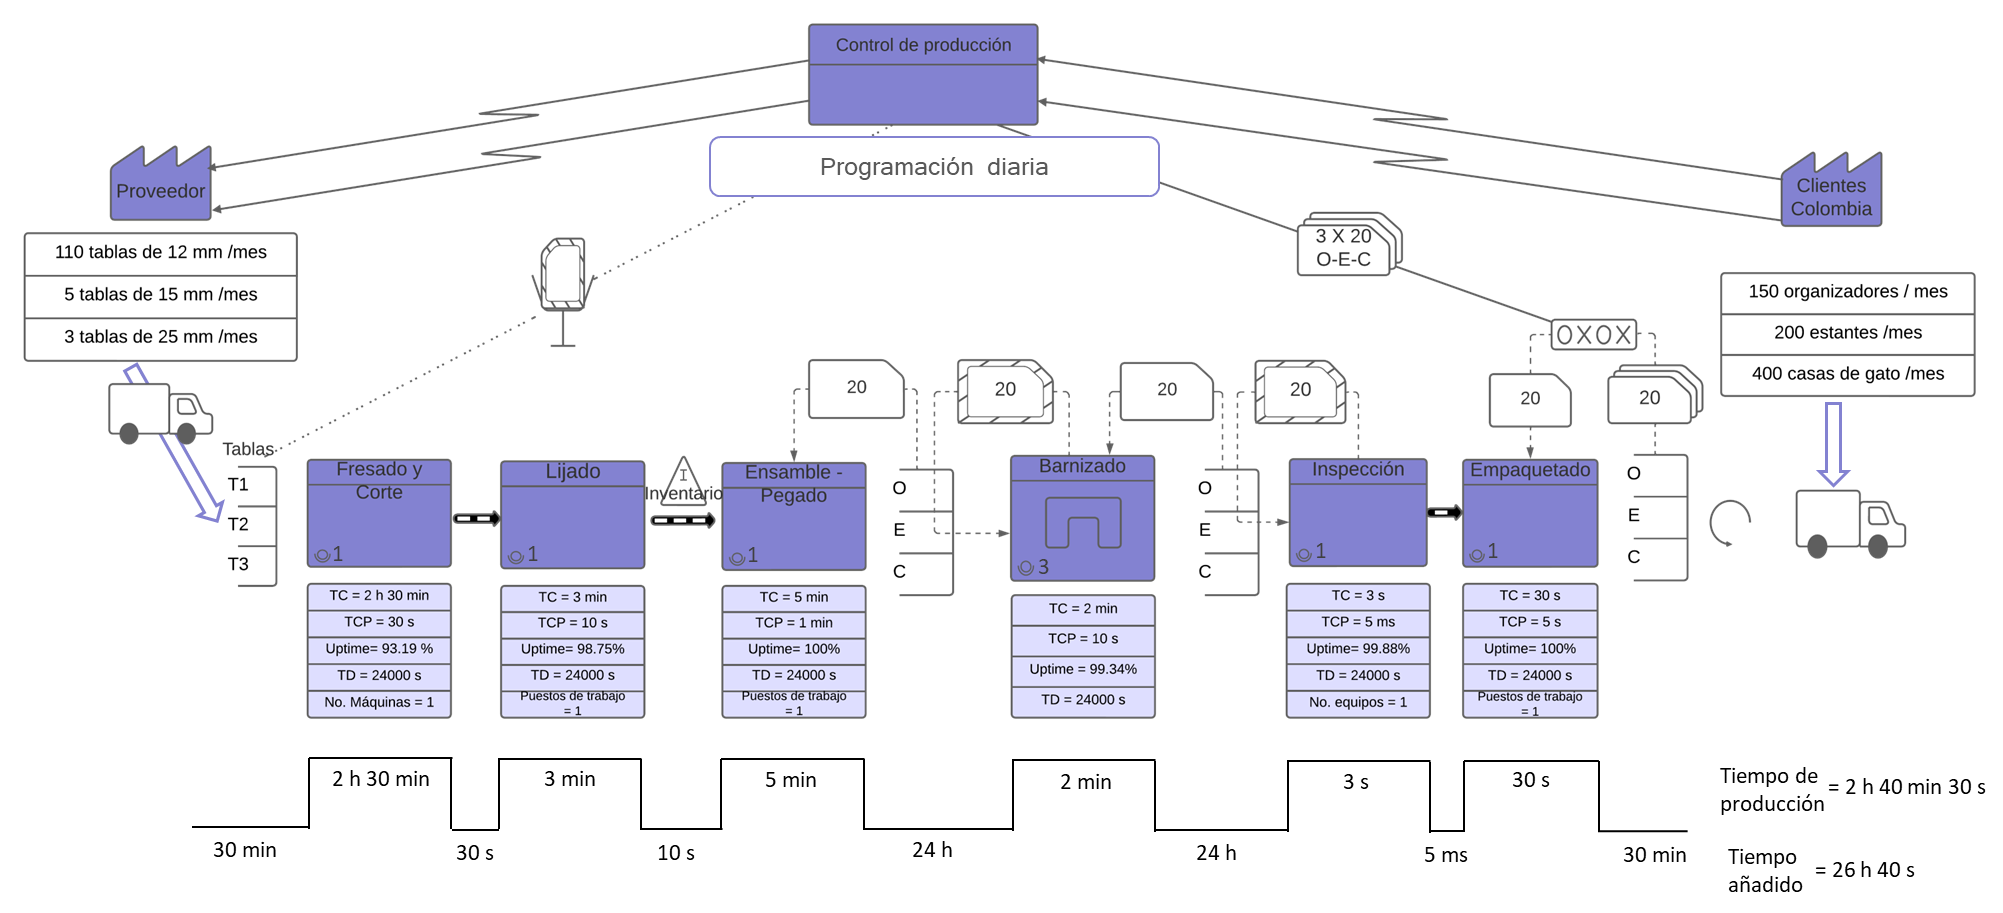 Control de producción
Programación diaria
Proveedor
Clientes
Colombia
110 tablas de 12 mm /mes
5 tablas de 15 mm /mes
3 tablas de 25 mm /mes
3 X 20
O-E-C
OXOX
150 organizadores / mes
200 estantes /mes
400 casas de gato /mes
20
20
20
20
20
20
Tablas
T1
T2
T3
Fresado y
Corte
1
Lijado
1
I
Inventario
Ensamble -
Pegado
1
O
E
C
Barnizado
3
O
E
C
Inspección
1
Empaquetado
1
O
E
C
TC = 2 h 30 min
TCP = 30 s
Uptime= 93.19 %
TD = 24000 s
No. Máquinas = 1
TC = 3 min
TCP = 10 s
Uptime= 98.75%
TD = 24000 s
Puestos de trabajo
= 1
TC = 5 min
TCP = 1 min
Uptime= 100%
TD = 24000 s
Puestos de trabajo
= 1
TC = 2 min
TCP = 10 s
Uptime = 99.34%
TD = 24000 s
TC = 3 s
TCP = 5 ms
Uptime= 99.88%
TD = 24000 s
No. equipos = 1
TC = 30 s
TCP = 5 s
Uptime= 100%
TD = 24000 s
Puestos de trabajo
= 1
2 h 30 min
3 min
5 min
2 min
3 s
30 s
30 min
30 s
10 s
24 h
24 h
5 ms
30 min
Tiempo de
producción = 2 h 40 min 30 s
Tiempo
añadido = 26 h 40 s